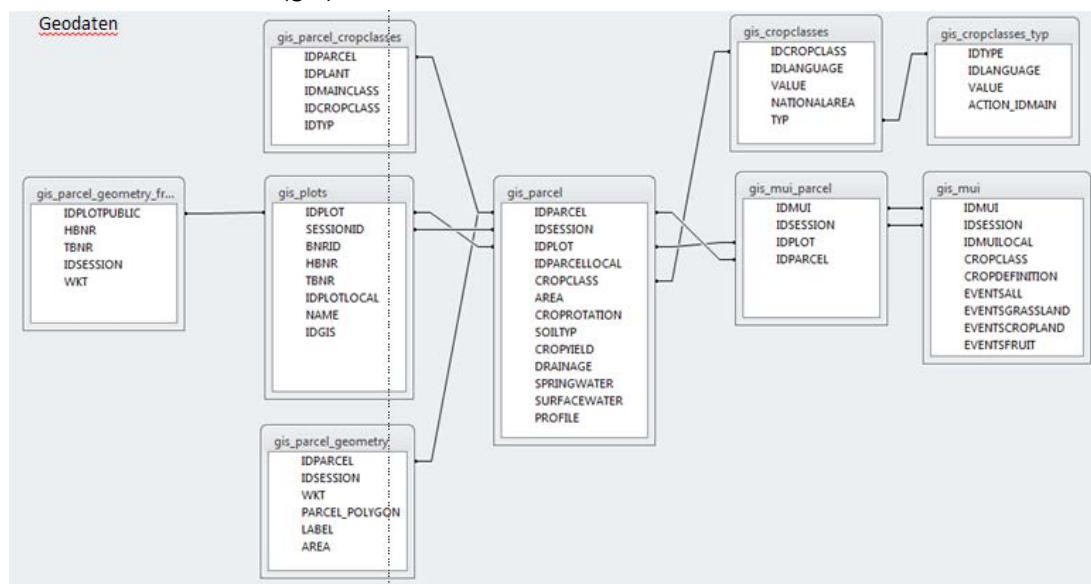 Geodaten
gis_parcel_cropclasses
IDPARCEL
IDPLANT
IDMAINCLASS
IDCROPCLASS
IDTYP
gis_cropclasses
IDCROPCLASS
IDLANGUAGE
VALUE
NATIONALAREA
TYP
gis_cropclasses_typ
IDTYPE
IDLANGUAGE
VALUE
ACTION_IDMAIN
gis_parcel_geometry_fr...
IDPLOTPUBLIC
HBNR
TBNR
IDSESSION
WKT
gis_plots
IDPLOT
SESSIONID
BNRID
HBNR
TBNR
IDPLOTLOCAL
NAME
IDGIS
gis_parcel
IDPARCEL
IDSESSION
IDPLOT
IDPARCELLOCAL
CROPCLASS
AREA
CROPROTATION
SOILTYP
CROPYIELD
DRAINAGE
SPRINGWATER
SURFACEWATER
PROFILE
gis_mui_parcel
IDMUI
IDSESSION
IDPLOT
IDPARCEL
gis_mui
IDMUI
IDSESSION
IDMUILOCAL
CROPCLASS
CROPDEFINITION
EVENTSALL
EVENTSGRASSLAND
EVENTSCROPLAND
EVENTSFRUIT
gis_parcel_geometry
IDPARCEL
IDSESSION
WKT
PARCEL_POLYGON
LABEL
AREA